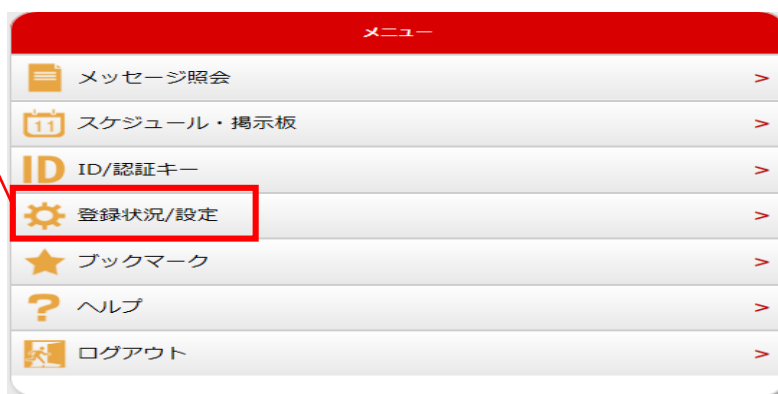 メニュー
メッセージ照会 >
11 スケジュール・掲示板 >
ID ID/認証キー >
登録状況/設定 >
ブックマーク >
? ヘルプ >
ログアウト >